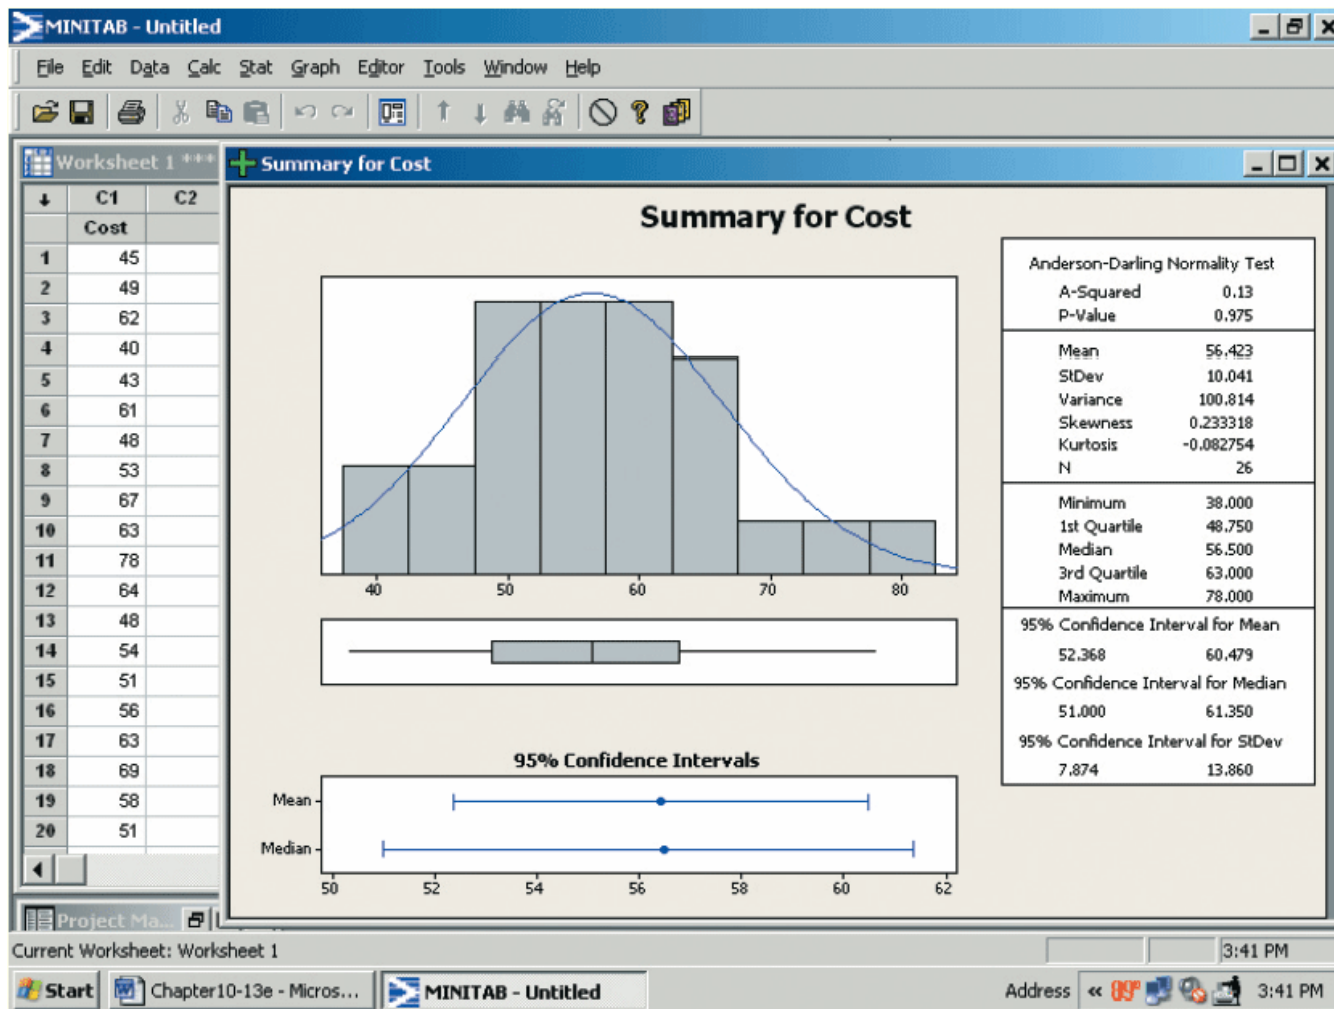 MINITAB - Untitled
File Edit Data Calc Stat Graph Editor Tools Window Help
Worksheet 1 ***
C1 C2
Cost
1 45
2 49
3 62
4 40
5 43
6 61
7 48
8 53
9 67
10 63
11 78
12 64
13 48
14 54
15 51
16 56
17 63
18 69
19 58
20 51
Summary for Cost
Summary for Cost
40 50 60 70 80
95% Confidence Intervals
Mean
Median
50 52 54 56 58 60 62
Anderson-Darling Normality Test
A-Squared 0.13
P-Value 0.975
Mean 56.423
StDev 10.041
Variance 100.814
Skewness 0.233318
Kurtosis -0.082754
N 26
Minimum 38.000
1st Quartile 48.750
Median 56.500
3rd Quartile 63.000
Maximum 78.000
95% Confidence Interval for Mean
52.368 60.479
95% Confidence Interval for Median
51.000 61.350
95% Confidence Interval for StDev
7.874 13.860
Project Ma...
Current Worksheet: Worksheet 1 3:41 PM
Start Chapter10-13e - Micros... MINITAB - Untitled Address « 89° 3:41 PM